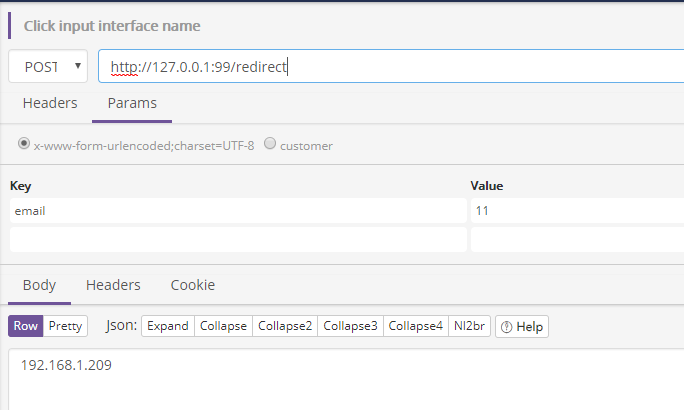 Click input interface name
POST http://127.0.0.1:99/redirect
Headers Params
x-www-form-urlencoded;charset=UTF-8 customer
Key Value
email 11
Body Headers Cookie
Row Pretty Json: Expand Collapse Collapse2 Collapse3 Collapse4 Nl2br Help
192.168.1.209